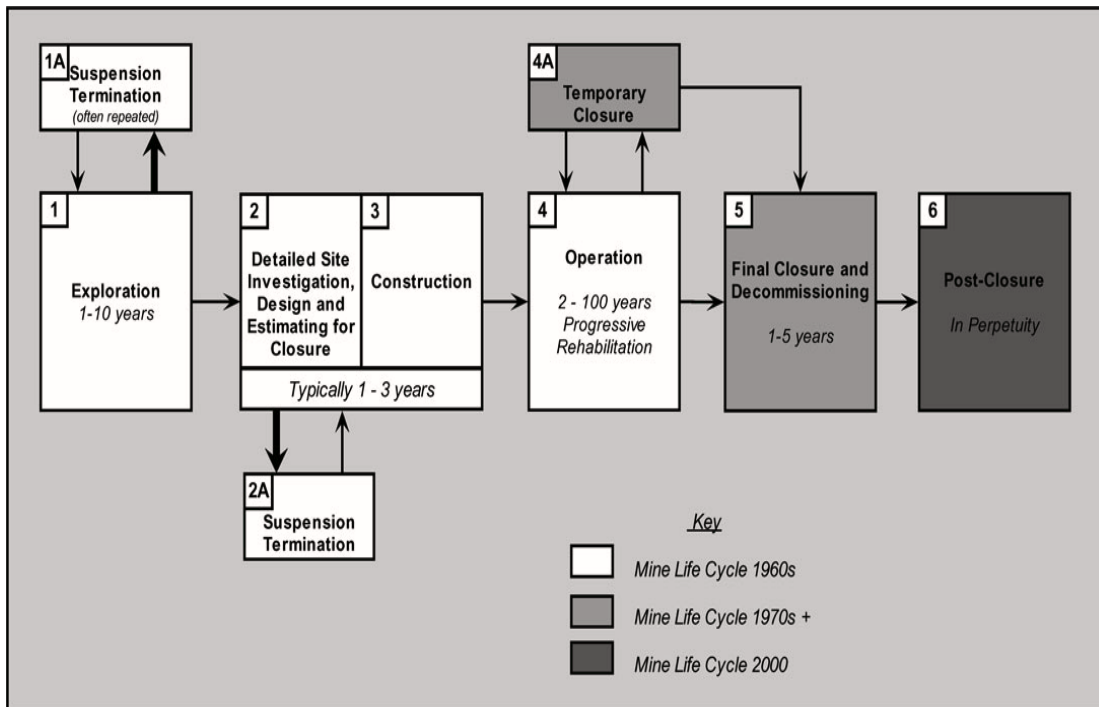 1A
Suspension
Termination
(often repeated)
4A
Temporary
Closure
1
Exploration
1-10 years
2
Detailed Site
Investigation,
Design and
Estimating for
Closure
3
Construction
Typically 1 - 3 years
4
Operation
2 - 100 years
Progressive
Rehabilitation
5
Final Closure and
Decommissioning
1-5 years
6
Post-Closure
In Perpetuity
2A
Suspension
Termination
Key
Mine Life Cycle 1960s
Mine Life Cycle 1970s +
Mine Life Cycle 2000